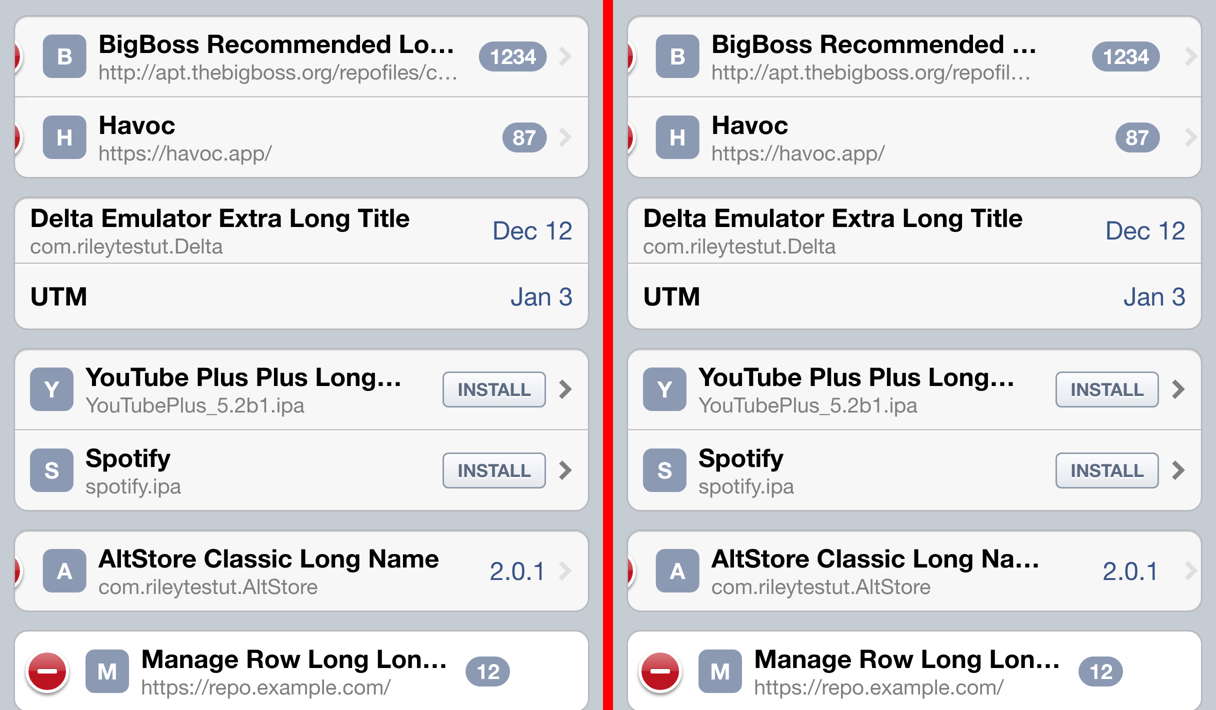 B
BigBoss Recommended Lo...
http://apt.thebigboss.org/repofiles/c...
1234
H
Havoc
https://havoc.app/
87
Delta Emulator Extra Long Title
com.rileytestut.Delta
Dec 12
UTM
Jan 3
Y
YouTube Plus Plus Long...
YouTubePlus_5.2b1.ipa
INSTALL
S
Spotify
spotify.ipa
INSTALL
A
AltStore Classic Long Name
com.rileytestut.AltStore
2.0.1
M
Manage Row Long Lon...
https://repo.example.com/
12
B
BigBoss Recommended ...
http://apt.thebigboss.org/repofil...
1234
H
Havoc
https://havoc.app/
87
Delta Emulator Extra Long Title
com.rileytestut.Delta
Dec 12
UTM
Jan 3
Y
YouTube Plus Plus Long...
YouTubePlus_5.2b1.ipa
INSTALL
S
Spotify
spotify.ipa
INSTALL
A
AltStore Classic Long Na...
com.rileytestut.AltStore
2.0.1
M
Manage Row Long Lon...
https://repo.example.com/
12